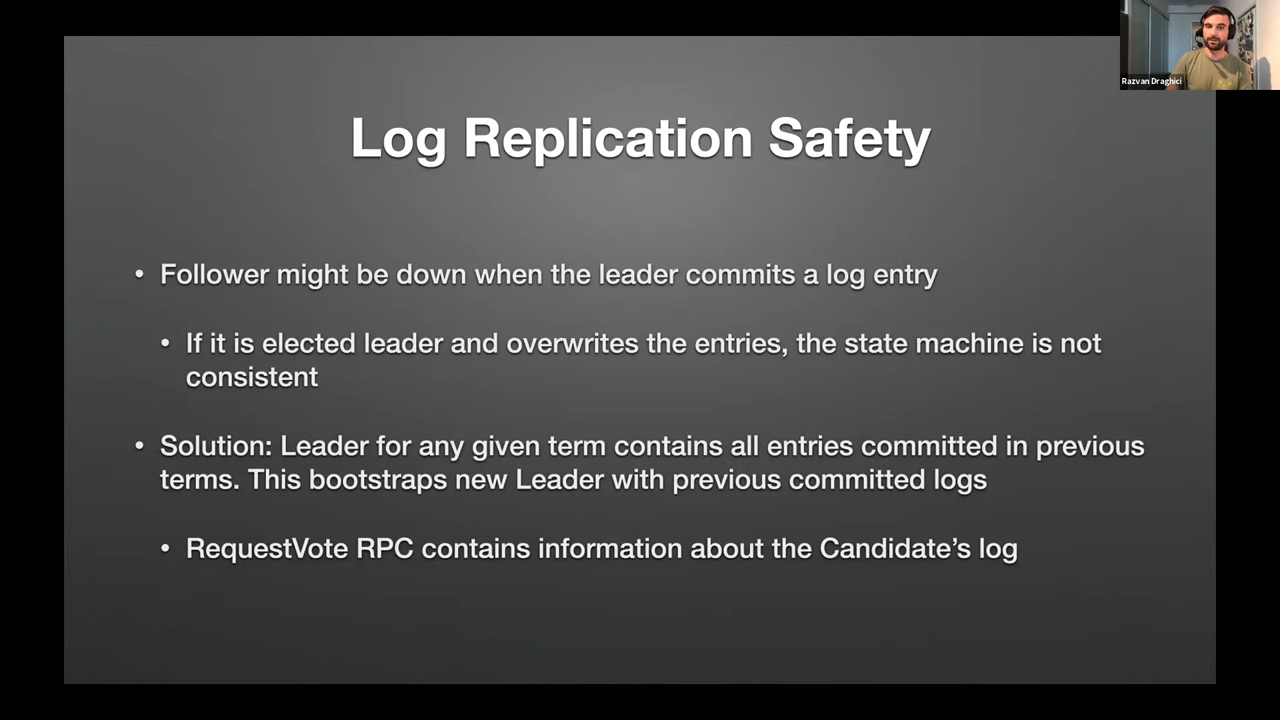 Razvan Draghici
Log Replication Safety
• Follower might be down when the leader commits a log entry
• If it is elected leader and overwrites the entries, the state machine is not
consistent
• Solution: Leader for any given term contains all entries committed in previous
terms. This bootstraps new Leader with previous committed logs
• RequestVote RPC contains information about the Candidate’s log